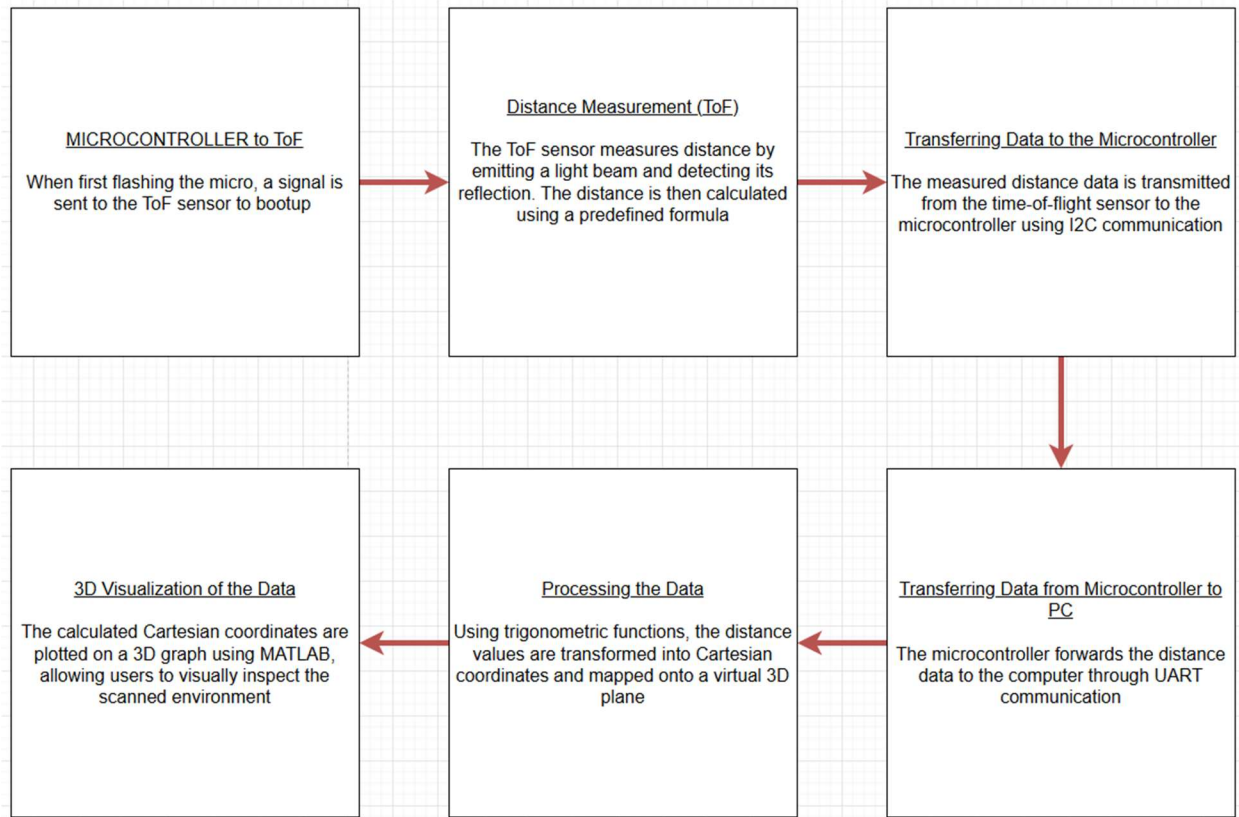 MICROCONTROLLER to ToF
When first flashing the micro, a signal is
sent to the ToF sensor to bootup
Distance Measurement (ToF)
The ToF sensor measures distance by
emitting a light beam and detecting its
reflection. The distance is then calculated
using a predefined formula
Transferring Data to the Microcontroller
The measured distance data is transmitted
from the time-of-flight sensor to the
microcontroller using I2C communication
Transferring Data from Microcontroller to
PC
The microcontroller forwards the distance
data to the computer through UART
communication
Processing the Data
Using trigonometric functions, the distance
values are transformed into Cartesian
coordinates and mapped onto a virtual 3D
plane
3D Visualization of the Data
The calculated Cartesian coordinates are
plotted on a 3D graph using MATLAB,
allowing users to visually inspect the
scanned environment